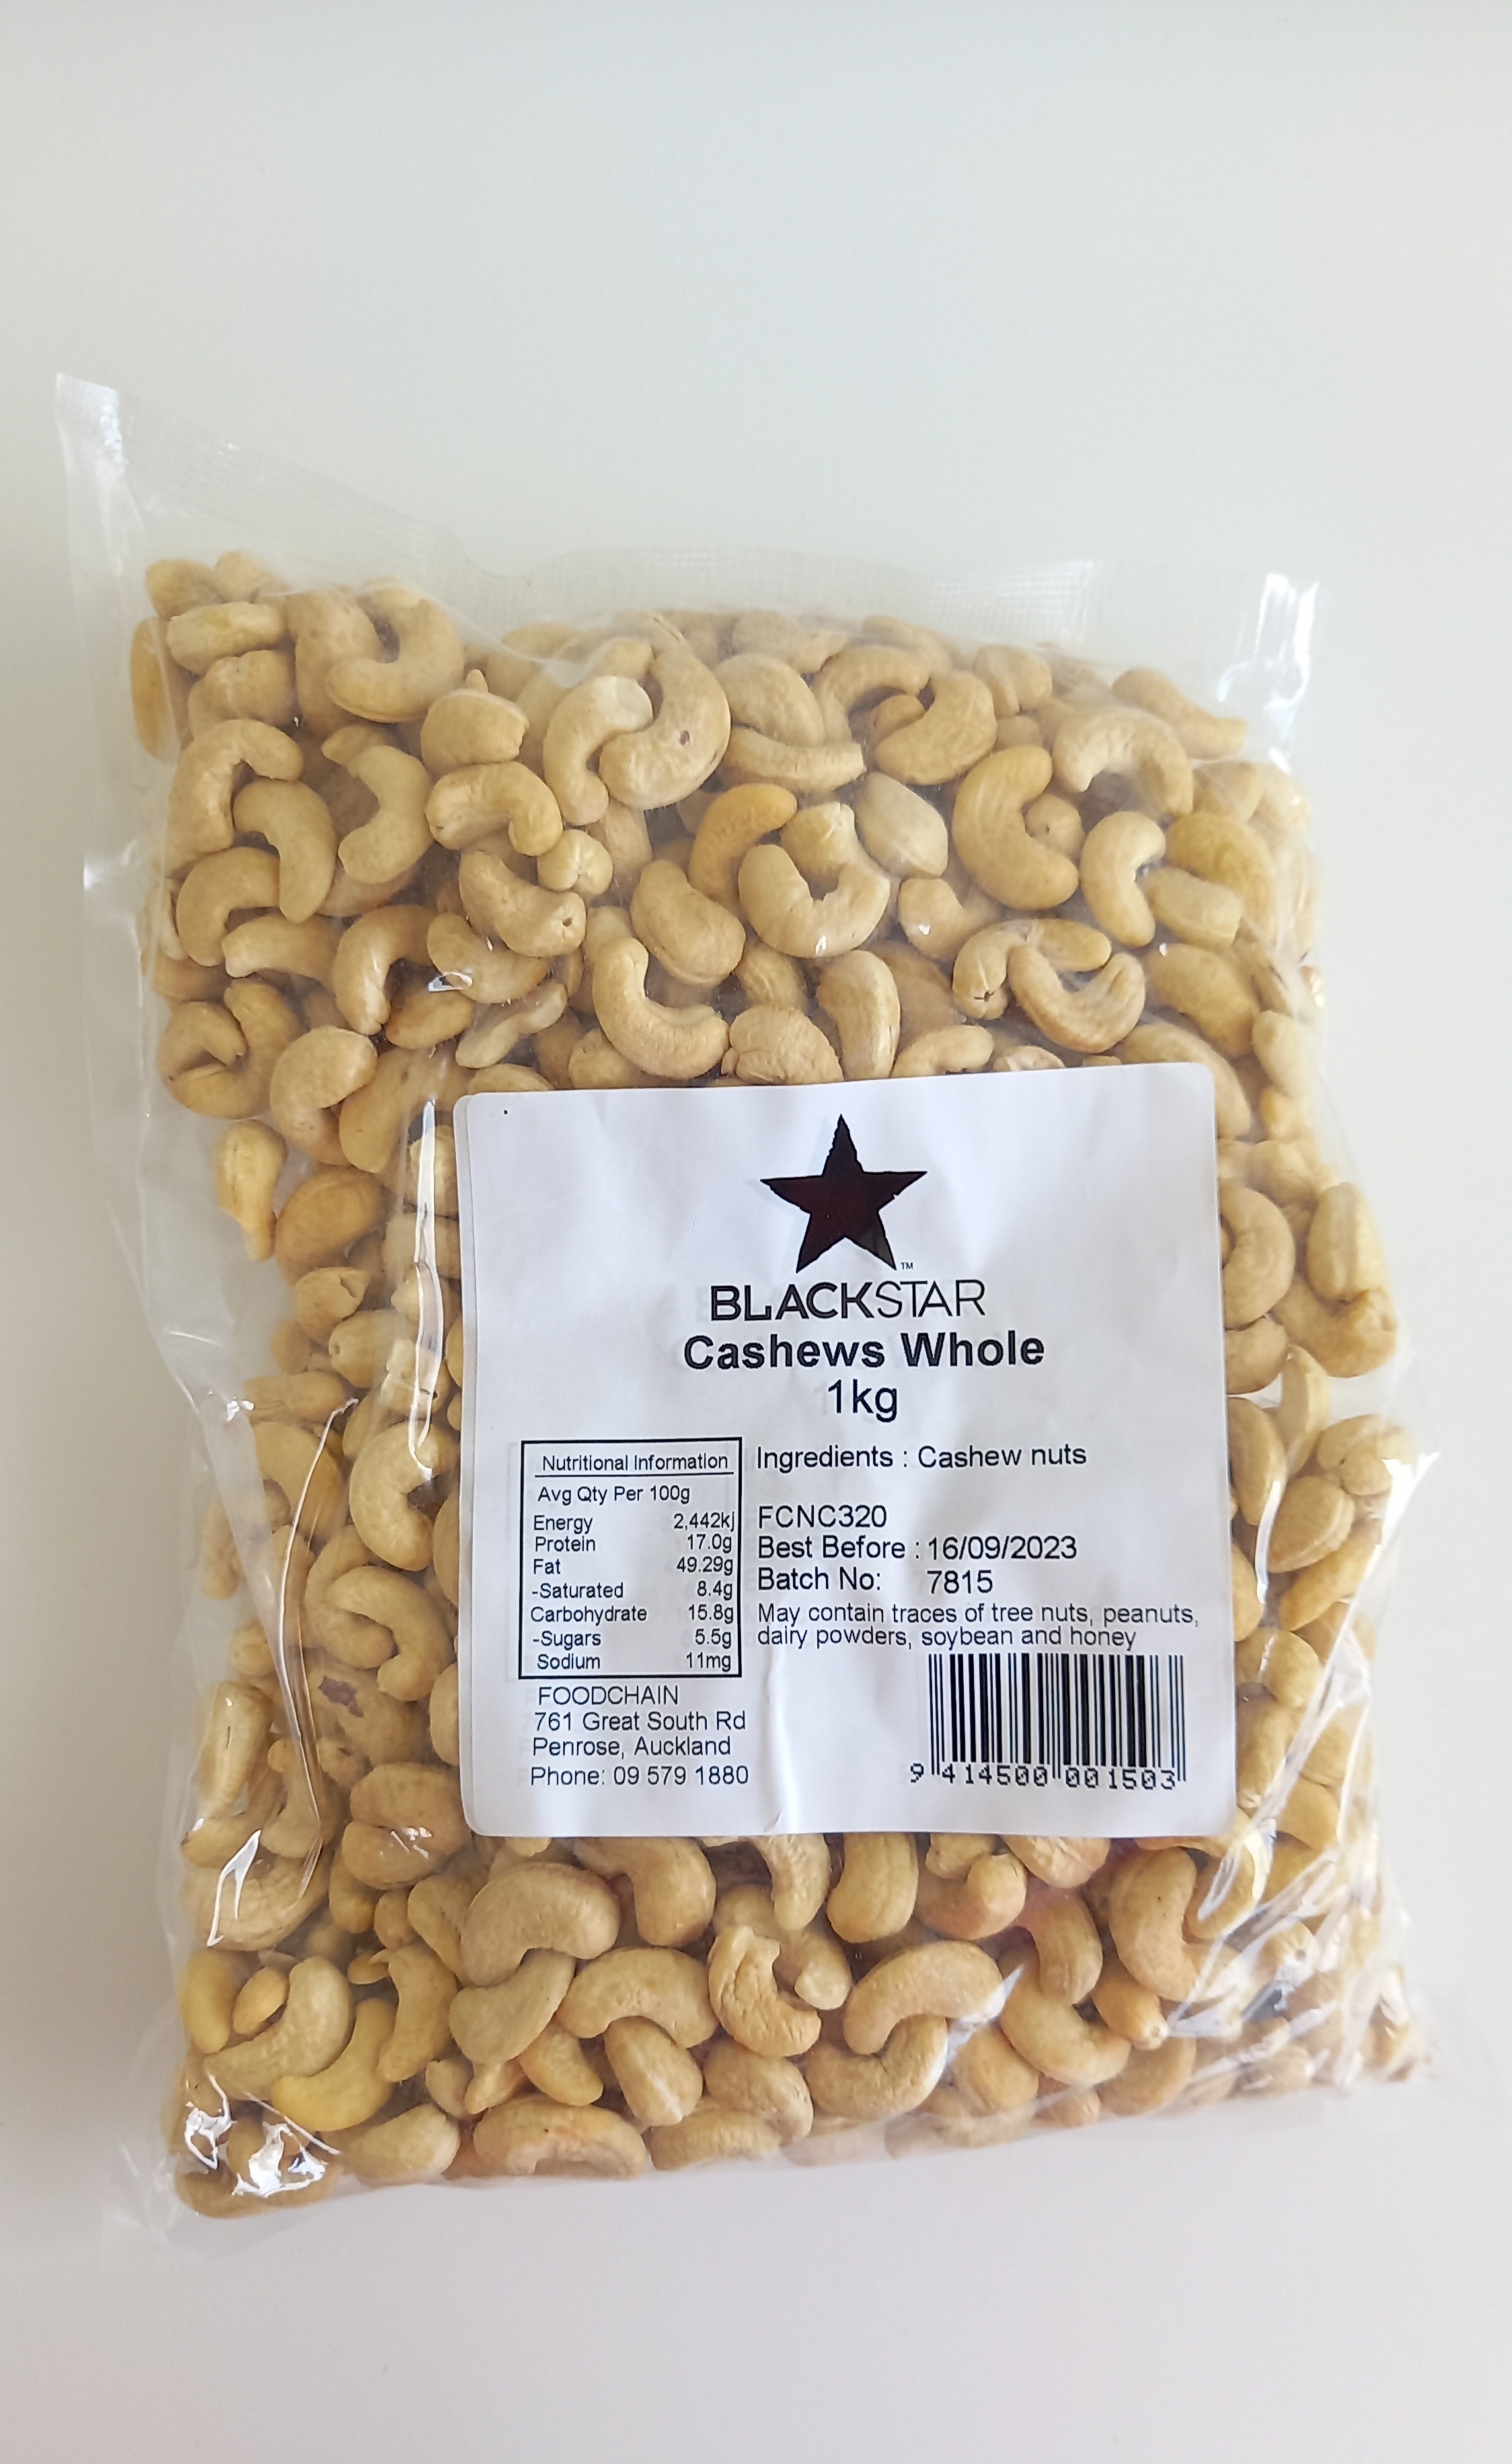 TM
BLACKSTAR
Cashews Whole
1kg
Nutritional Information
Avg Qty Per 100g
Energy 2,442kj
Protein 17.0g
Fat 49.29g
-Saturated 8.4g
Carbohydrate 15.8g
-Sugars 5.5g
Sodium 11mg
Ingredients : Cashew nuts
FCNC320
Best Before : 16/09/2023
Batch No: 7815
May contain traces of tree nuts, peanuts,
dairy powders, soybean and honey
FOODCHAIN
761 Great South Rd
Penrose, Auckland
Phone: 09 579 1880
9 414500 001503